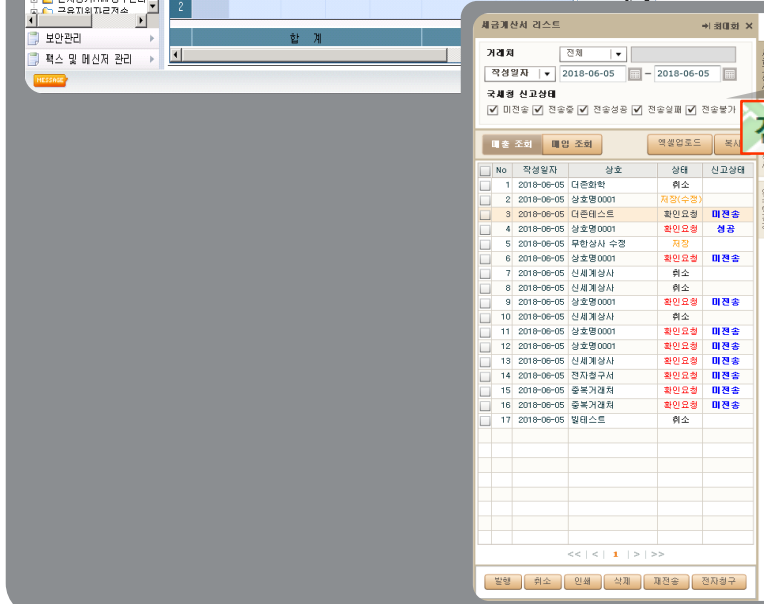 2
보안관리
팩스 및 메신저 관리
합 계
MESSAGE
세금계산서 리스트
최대화 ×
거래처 전체
작성일자 2018-06-05 - 2018-06-05
국세청 신고상태
미전송 전송중 전송성공 전송실패 전송불가
매출 조회 매입 조회 엑셀업로드 복사
No 작성일자 상호 상태 신고상태
1 2018-06-05 더존화학 취소
2 2018-06-05 상호명0001 저장(수정)
3 2018-06-05 더존테스트 확인요청 미전송
4 2018-06-05 상호명0001 확인요청 성공
5 2018-06-05 무한상사 수정 저장
6 2018-06-05 상호명0001 확인요청 미전송
7 2018-06-05 신세계상사 취소
8 2018-06-05 신세계상사 취소
9 2018-06-05 상호명0001 확인요청 미전송
10 2018-06-05 신세계상사 취소
11 2018-06-05 상호명0001 확인요청 미전송
12 2018-06-05 상호명0001 확인요청 미전송
13 2018-06-05 신세계상사 확인요청 미전송
14 2018-06-05 전자청구서 확인요청 미전송
15 2018-06-05 중복거래처 확인요청 미전송
16 2018-06-05 중복거래처 확인요청 미전송
17 2018-06-05 빌테스트 취소
<< | < | 1 | > | >>
발행 취소 인쇄 삭제 재전송 전자청구